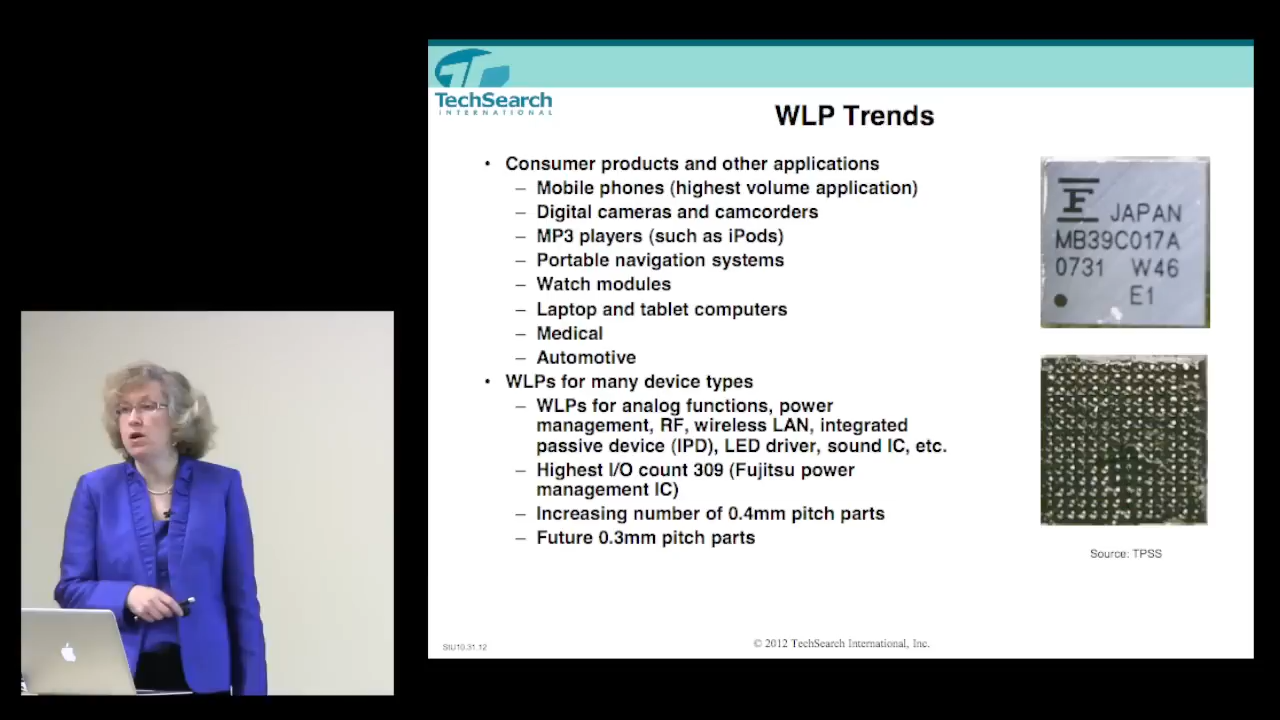 TechSearch
INTERNATIONAL
WLP Trends
• Consumer products and other applications
– Mobile phones (highest volume application)
– Digital cameras and camcorders
– MP3 players (such as iPods)
– Portable navigation systems
– Watch modules
– Laptop and tablet computers
– Medical
– Automotive
• WLPs for many device types
– WLPs for analog functions, power
management, RF, wireless LAN, integrated
passive device (IPD), LED driver, sound IC, etc.
– Highest I/O count 309 (Fujitsu power
management IC)
– Increasing number of 0.4mm pitch parts
– Future 0.3mm pitch parts
F JAPAN
MB39C017A
0731 W46
E1
Source: TPSS
© 2012 TechSearch International, Inc.